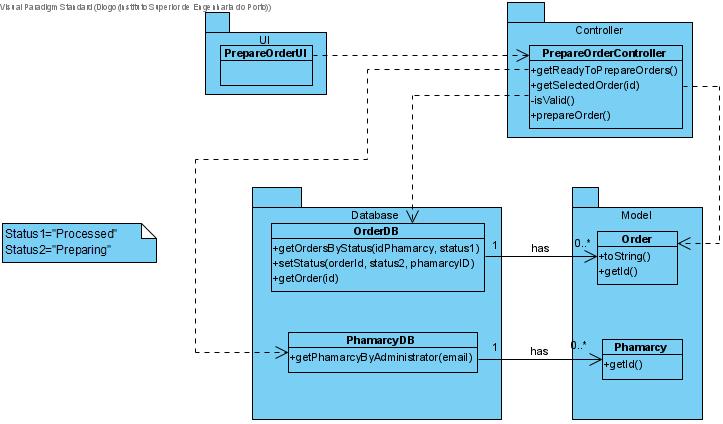 Visual Paradigm Standard (Diogo(Instituto Superior de Engenharia do Porto))
UI
PrepareOrderUI
Controller
PrepareOrderController
+getReadyToPrepareOrders()
+getSelectedOrder(id)
-isValid()
+prepareOrder()
Status1="Processed"
Status2="Preparing"
Database
OrderDB
+getOrdersByStatus(idPhamarcy, status1)
+setStatus(orderId, status2, phamarcyID)
+getOrder(id)
1
has
0..*
Model
Order
+toString()
+getId()
PhamarcyDB
+getPhamarcyByAdministrator(email)
1
has
0..*
Phamarcy
+getId()